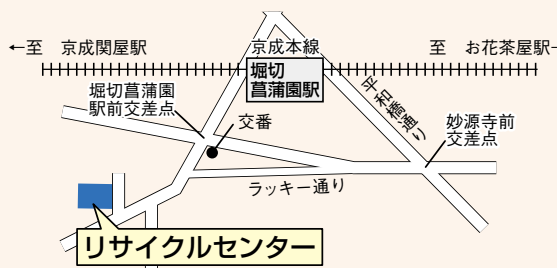 ←至 京成関屋駅
京成本線
至 お花茶屋駅→
堀切
菖蒲園駅
堀切菖蒲園
駅前交差点
交番
平和橋通り
妙源寺前
交差点
ラッキー通り
リサイクルセンター